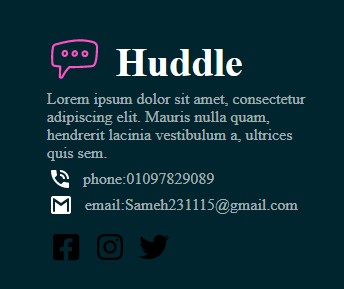 Huddle
Lorem ipsum dolor sit amet, consectetur
adipiscing elit. Mauris nulla quam,
hendrerit lacinia vestibulum a, ultrices
quis sem.
phone:01097829089
email:Sameh231115@gmail.com